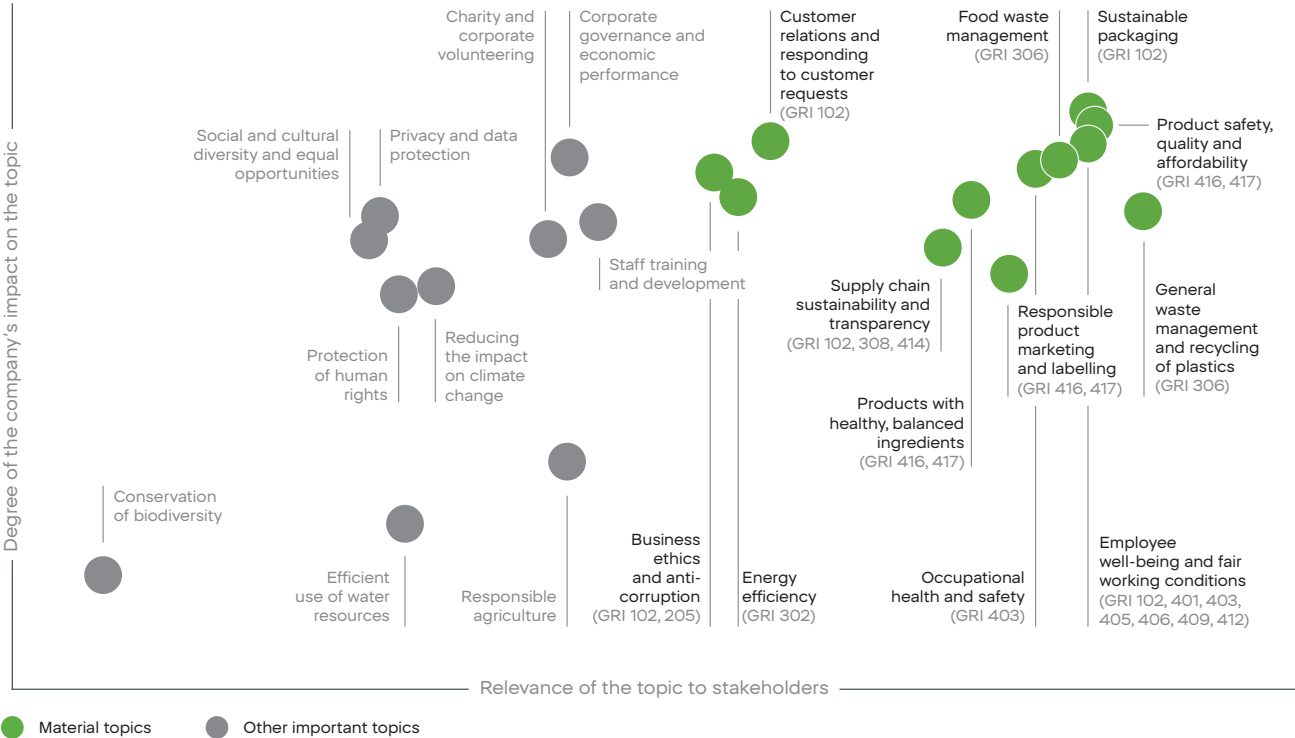 Degree of the company's impact on the topic
Charity and
corporate
volunteering
Corporate
governance and
economic
performance
Customer
relations and
responding
to customer
requests
(GRI 102)
Food waste
management
(GRI 306)
Sustainable
packaging
(GRI 102)
Social and cultural
diversity and equal
opportunities
Privacy and data
protection
Product safety,
quality and
affordability
(GRI 416, 417)
Staff training
and development
Supply chain
sustainability and
transparency
(GRI 102, 308, 414)
Responsible
product
marketing
and labelling
(GRI 416, 417)
General
waste
management
and recycling
of plastics
(GRI 306)
Protection
of human
rights
Reducing
the impact
on climate
change
Products with
healthy, balanced
ingredients
(GRI 416, 417)
Conservation
of biodiversity
Efficient
use of water
resources
Responsible
agriculture
Business
ethics
and anti-
corruption
(GRI 102, 205)
Energy
efficiency
(GRI 302)
Occupational
health and safety
(GRI 403)
Employee
well-being and fair
working conditions
(GRI 102, 401, 403,
405, 406, 409, 412)
Relevance of the topic to stakeholders
Material topics
Other important topics